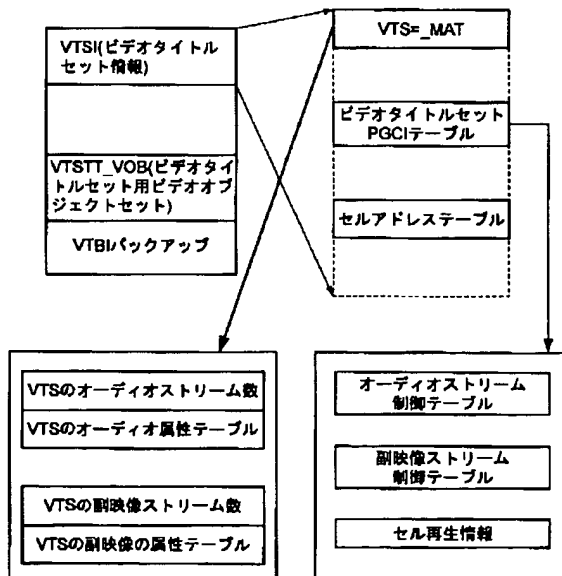 VTSI(ビデオタイトル
セット情報)
VTSTT_VOB(ビデオタイ
トルセット用ビデオオブ
ジェクトセット)
VTBIバックアップ
VTS=_MAT
ビデオタイトルセット
PGCIテーブル
セルアドレステーブル
VTSのオーディオストリーム数
VTSのオーディオ属性テーブル
VTSの副映像ストリーム数
VTSの副映像の属性テーブル
オーディオストリーム
制御テーブル
副映像ストリーム
制御テーブル
セル再生情報